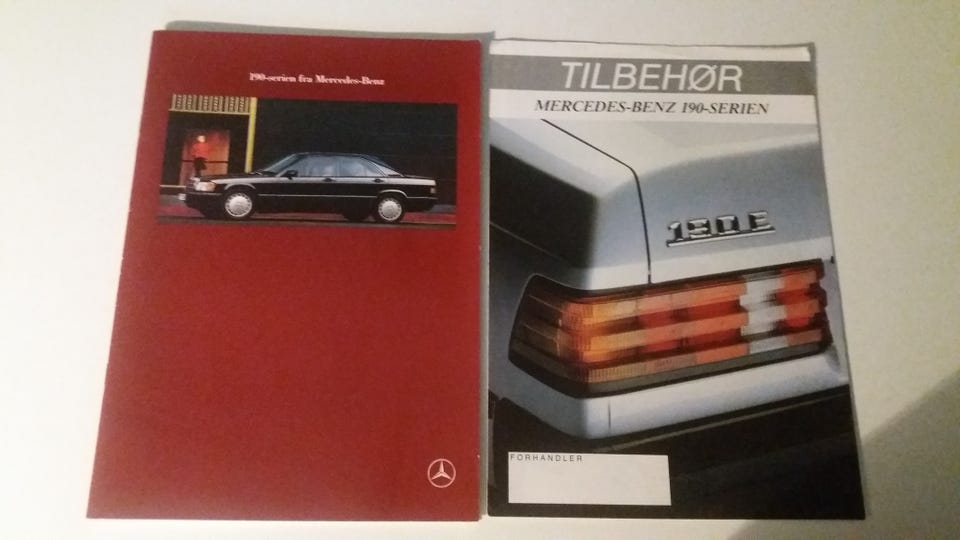 190-serien fra Mercedes-Benz
TILBEHØR
MERCEDES-BENZ 190-SERIEN
190 E
FORHANDLER